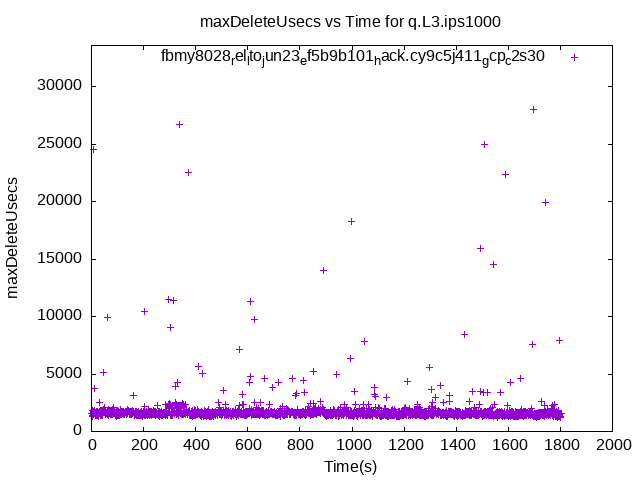 maxDeleteUsecs vs Time for q.L3.ips1000
fbmy8028relltojun23ef5b9b101hack.cy9c5j411gcpc2s30
30000
25000
20000
15000
10000
5000
0
maxDeleteUsecs
0 200 400 600 800 1000 1200 1400 1600 1800 2000
Time(s)